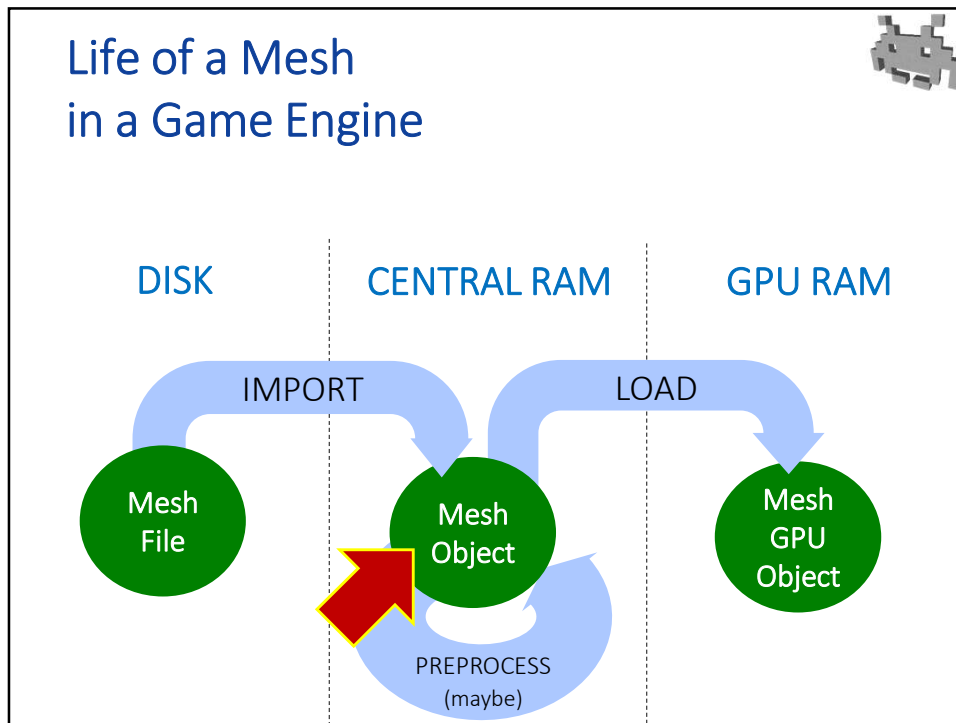 Life of a Mesh
in a Game Engine
DISK
CENTRAL RAM
GPU RAM
IMPORT
LOAD
Mesh
File
Mesh
Object
Mesh
GPU
Object
PREPROCESS
(maybe)